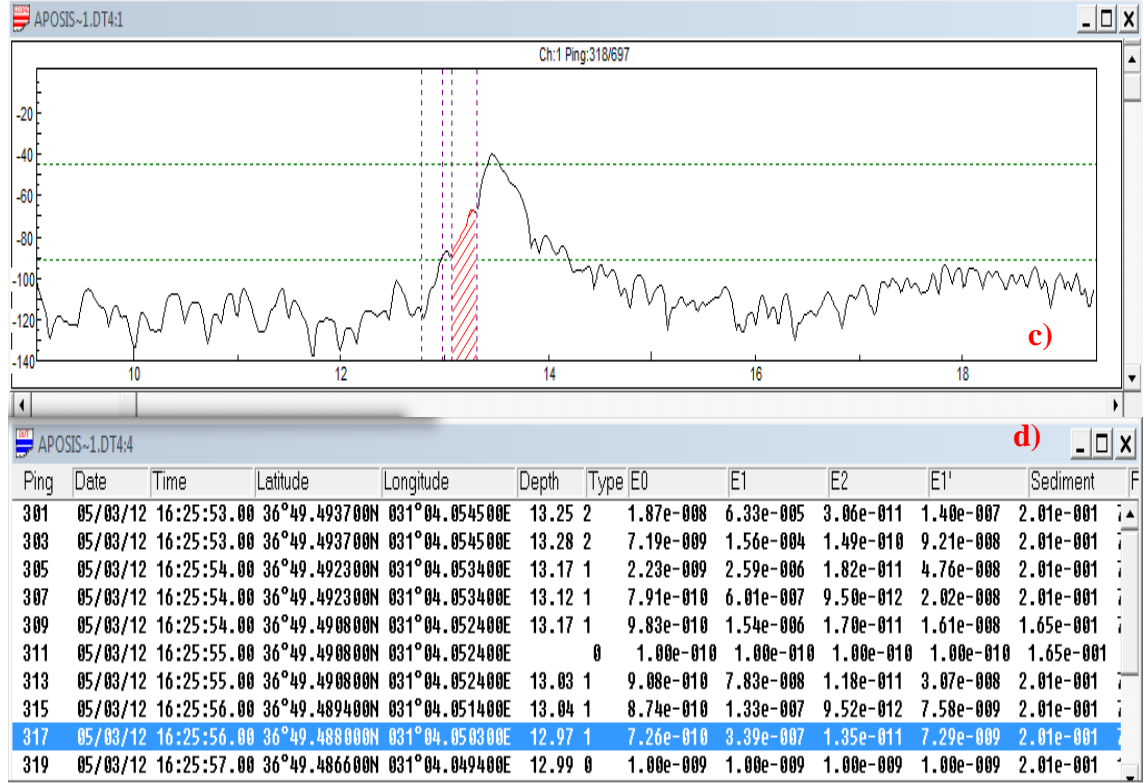 APOSIS~1.DT4:1
Ch:1 Ping:318/697
-20
-40
-60
-80
-100
-120
-140
10 12 14 16 18
c)
APOSIS~1.DT4:4
d)
Ping Date Time Latitude Longitude Depth Type E0 E1 E2 E1' Sediment F
301 05/03/12 16:25:53.00 36°49.493700N 031°04.054500E 13.25 2 1.87e-008 6.33e-005 3.06e-011 1.40e-007 2.01e-001
303 05/03/12 16:25:53.00 36°49.493700N 031°04.054500E 13.28 2 7.19e-009 1.56e-004 1.49e-010 9.21e-008 2.01e-001
305 05/03/12 16:25:54.00 36°49.492300N 031°04.053400E 13.17 1 2.23e-009 2.59e-006 1.82e-011 4.76e-008 2.01e-001
307 05/03/12 16:25:54.00 36°49.492300N 031°04.053400E 13.12 1 7.91e-010 6.01e-007 9.50e-012 2.02e-008 2.01e-001
309 05/03/12 16:25:54.00 36°49.490800N 031°04.052400E 13.17 1 9.83e-010 1.54e-006 1.70e-011 1.61e-008 1.65e-001
311 05/03/12 16:25:55.00 36°49.490800N 031°04.052400E 0 1.00e-010 1.00e-010 1.00e-010 1.00e-010 1.65e-001
313 05/03/12 16:25:55.00 36°49.490800N 031°04.052400E 13.03 1 9.08e-010 7.83e-008 1.18e-011 3.07e-008 2.01e-001
315 05/03/12 16:25:56.00 36°49.489400N 031°04.051400E 13.04 1 8.74e-010 1.33e-007 9.52e-012 7.58e-009 2.01e-001
317 05/03/12 16:25:56.00 36°49.488000N 031°04.050300E 12.97 1 7.26e-010 3.39e-007 1.35e-011 7.29e-009 2.01e-001
319 05/03/12 16:25:57.00 36°49.486600N 031°04.049400E 12.99 0 1.00e-009 1.00e-009 1.00e-009 1.00e-009 2.01e-001